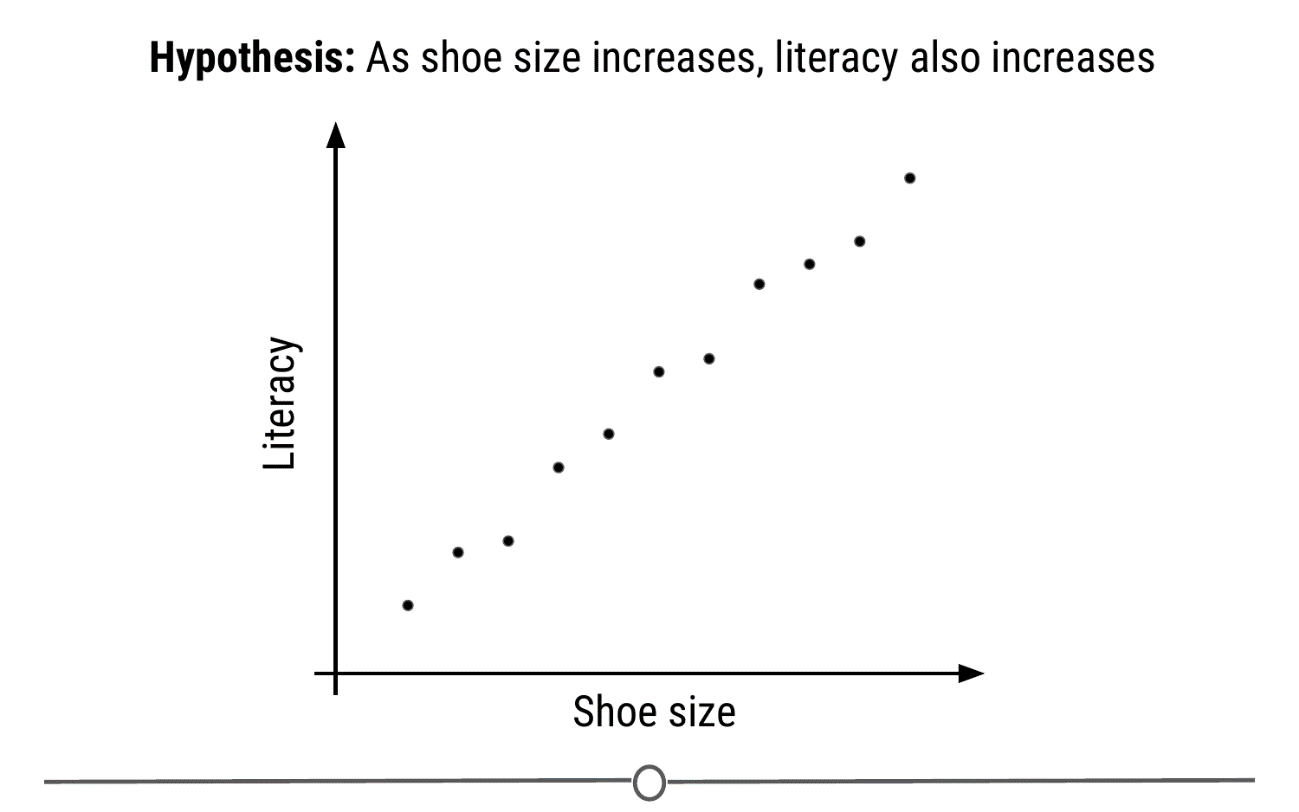 Hypothesis: As shoe size increases, literacy also increases
Literacy
Shoe size